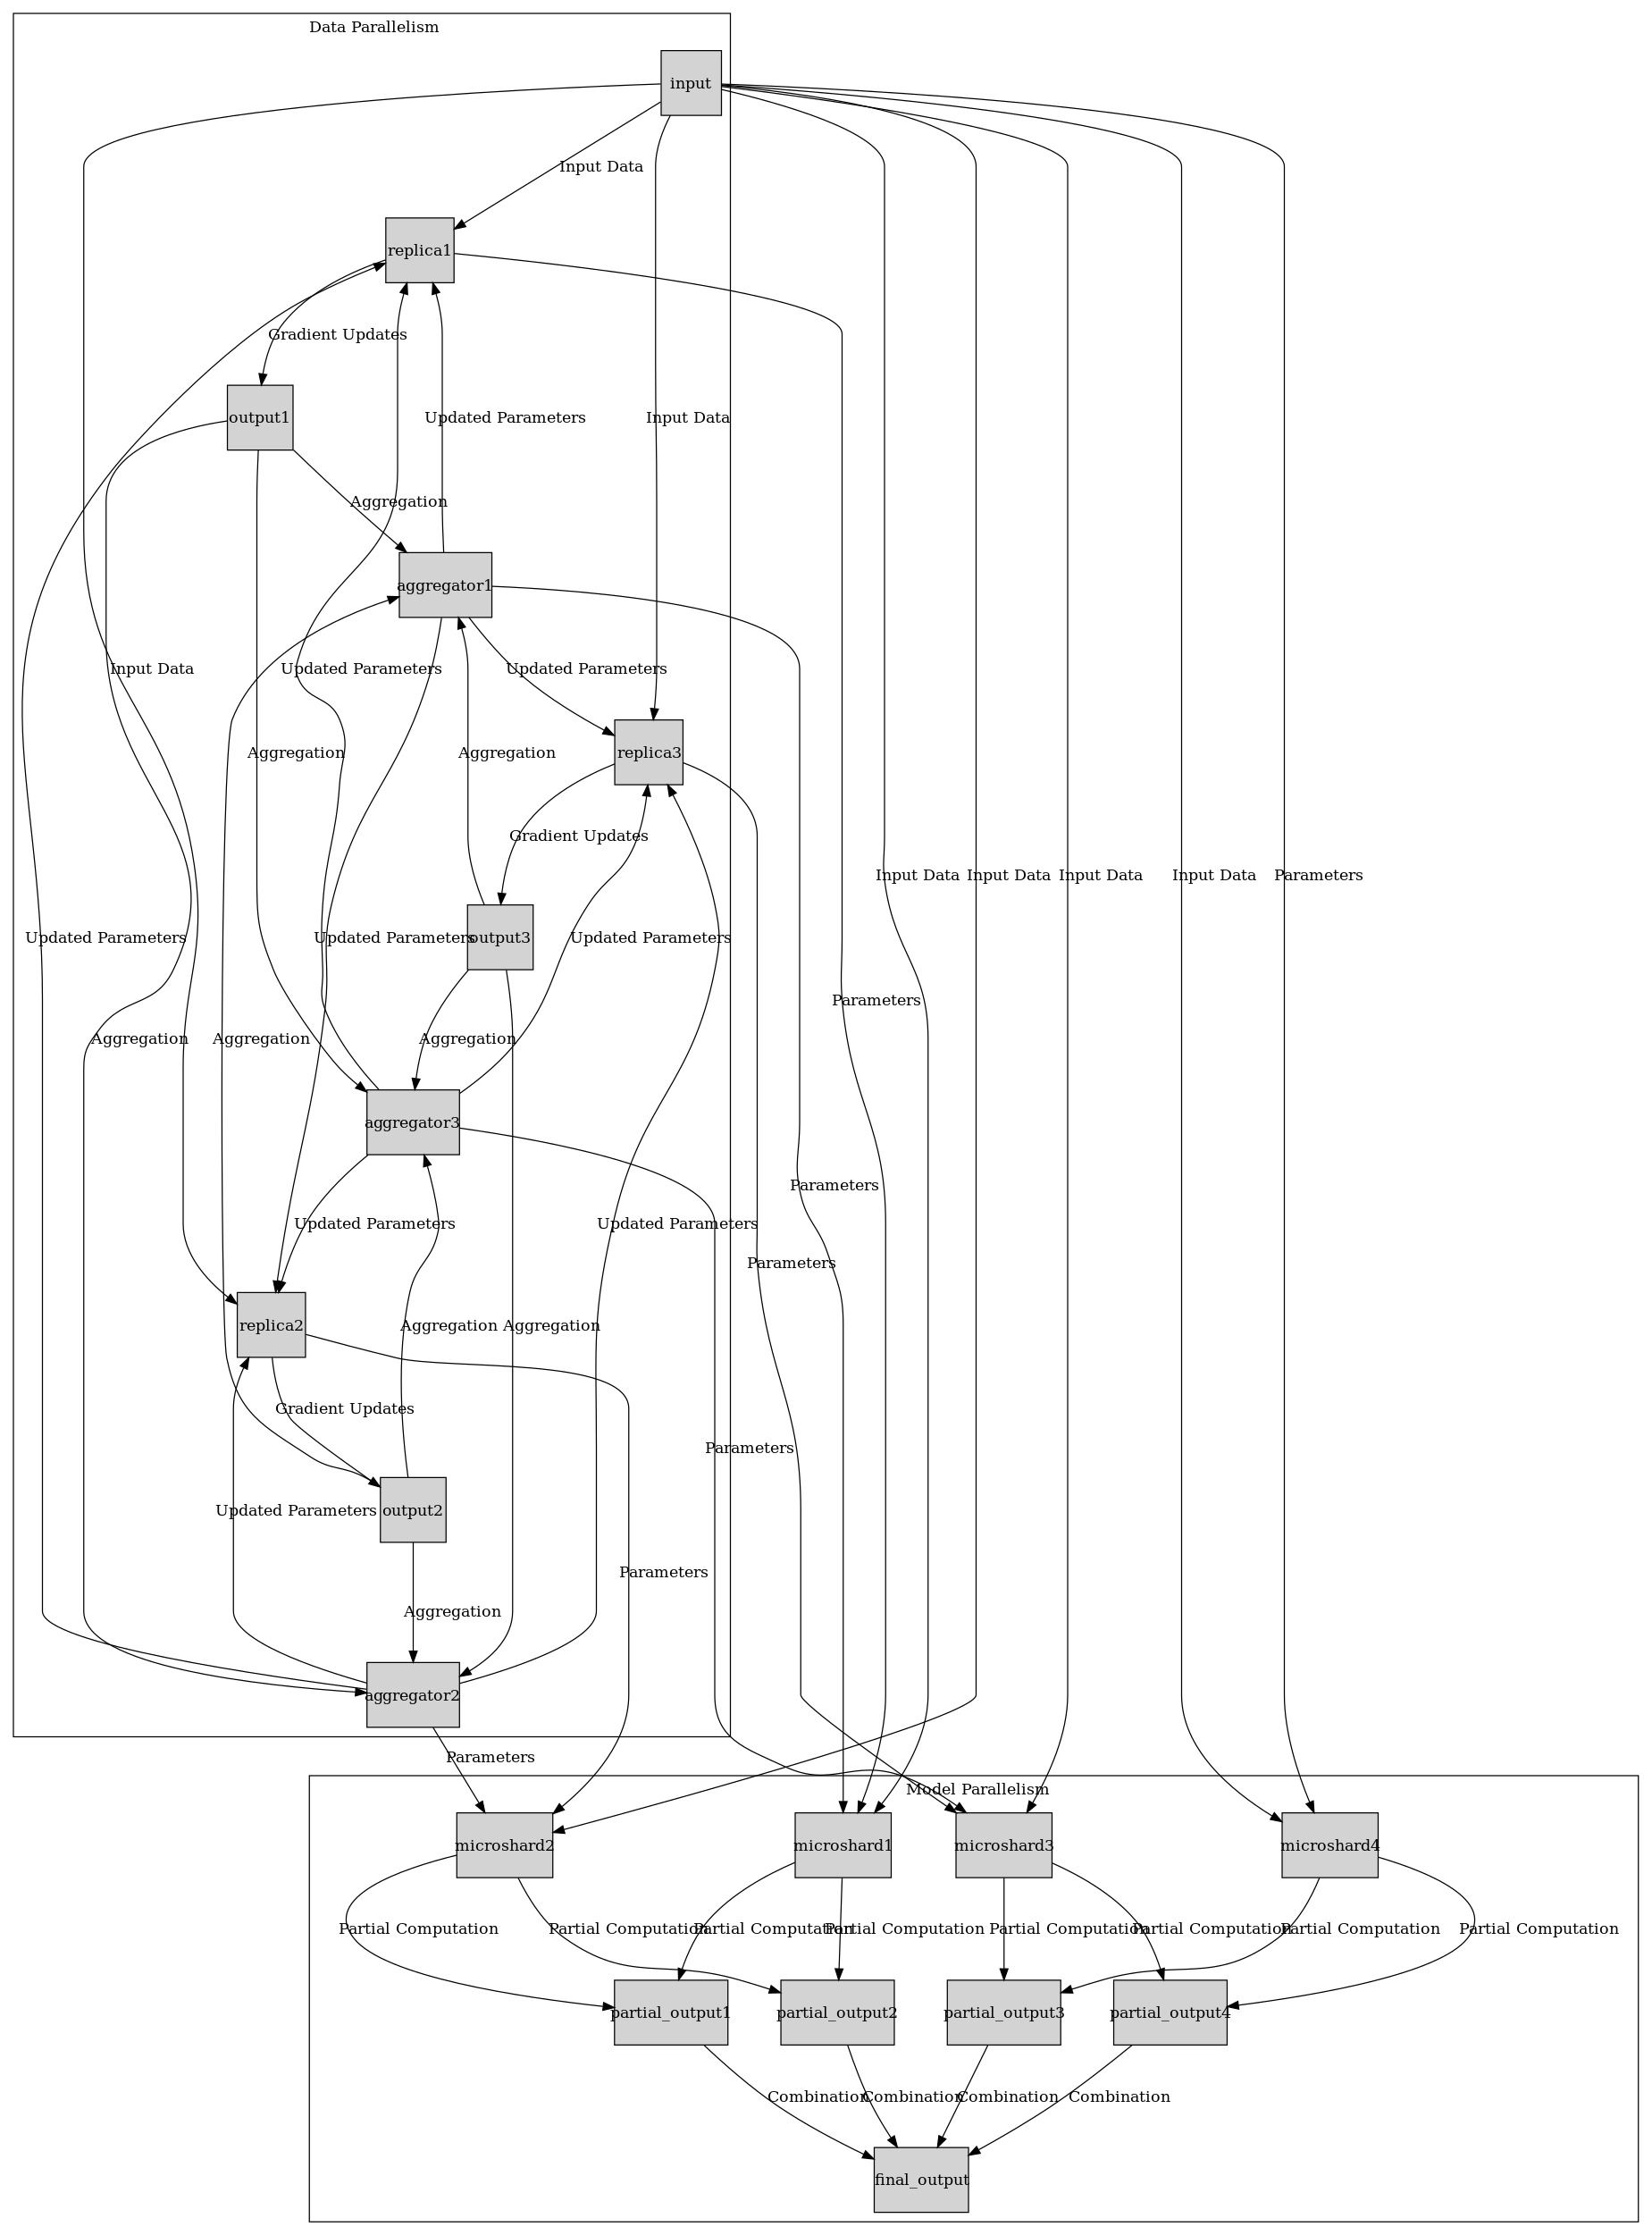 Data Parallelism
input
Input Data
replica1
Gradient Updates
output1
Updated Parameters
Input Data
Aggregation
aggregator1
Input Data
Updated Parameters
Updated Parameters
Aggregation
Aggregation
replica3
Gradient Updates
Input Data
Input Data
Input Data
Input Data
Parameters
Updated Parameters
Updated Parameters
output3
Updated Parameters
Parameters
Aggregation
Aggregation
Aggregation
aggregator3
Parameters
Updated Parameters
Updated Parameters
Parameters
replica2
Aggregation
Aggregation
Gradient Updates
Parameters
Updated Parameters
output2
Parameters
Aggregation
aggregator2
Parameters
Model Parallelism
microshard2
microshard1
microshard3
microshard4
Partial Computation
Partial Computation
Partial Computation
Partial Computation
Partial Computation
Partial Computation
Partial Computation
Partial Computation
partial_output1
partial_output2
partial_output3
partial_output4
Combination
Combination
Combination
Combination
final_output